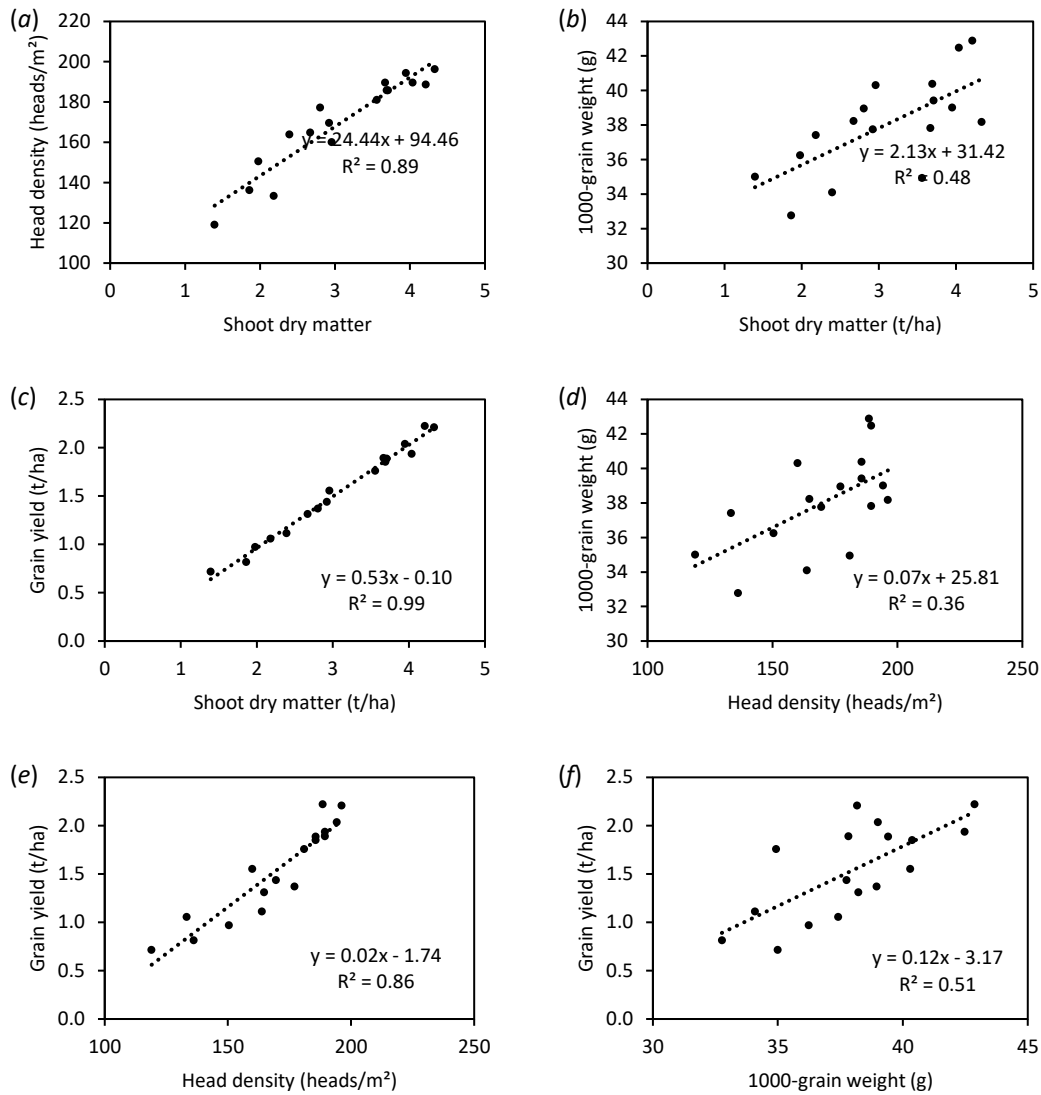 (a)
Head density (heads/m²)
220
200
180
160
140
120
100
y = 24.44x + 94.46
R² = 0.89
0 1 2 3 4 5
Shoot dry matter
(b)
1000-grain weight (g)
44
42
40
38
36
34
32
30
y = 2.13x + 31.42
R² = 0.48
0 1 2 3 4 5
Shoot dry matter (t/ha)
(c)
Grain yield (t/ha)
2.5
2.0
1.5
1.0
0.5
0.0
y = 0.53x - 0.10
R² = 0.99
0 1 2 3 4 5
Shoot dry matter (t/ha)
(d)
1000-grain weight (g)
44
42
40
38
36
34
32
30
y = 0.07x + 25.81
R² = 0.36
100 150 200 250
Head density (heads/m²)
(e)
Grain yield (t/ha)
2.5
2.0
1.5
1.0
0.5
0.0
y = 0.02x - 1.74
R² = 0.86
100 150 200 250
Head density (heads/m²)
(f)
Grain yield (t/ha)
2.5
2.0
1.5
1.0
0.5
0.0
y = 0.12x - 3.17
R² = 0.51
30 35 40 45
1000-grain weight (g)